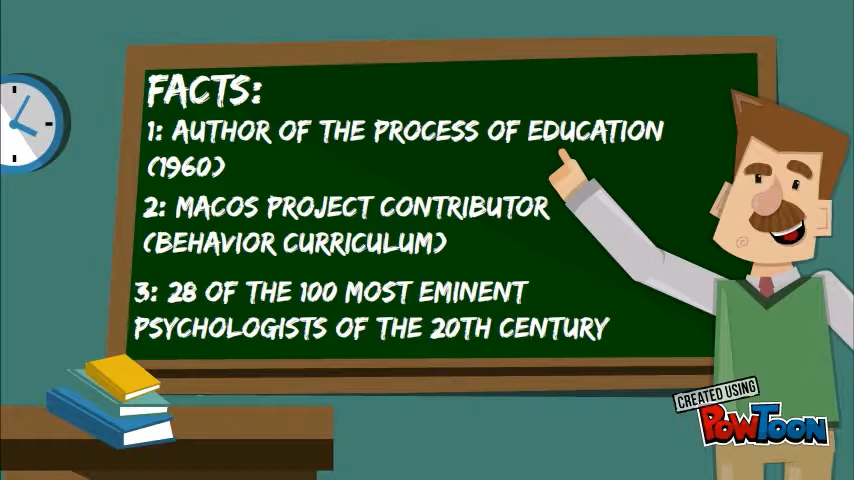 FACTS:
1: AUTHOR OF THE PROCESS OF EDUCATION
(1960)
2: MACOS PROJECT CONTRIBUTOR
(BEHAVIOR CURRICULUM)
3: 28 OF THE 100 MOST EMINENT
PSYCHOLOGISTS OF THE 20TH CENTURY
CREATED USING
POWTOON